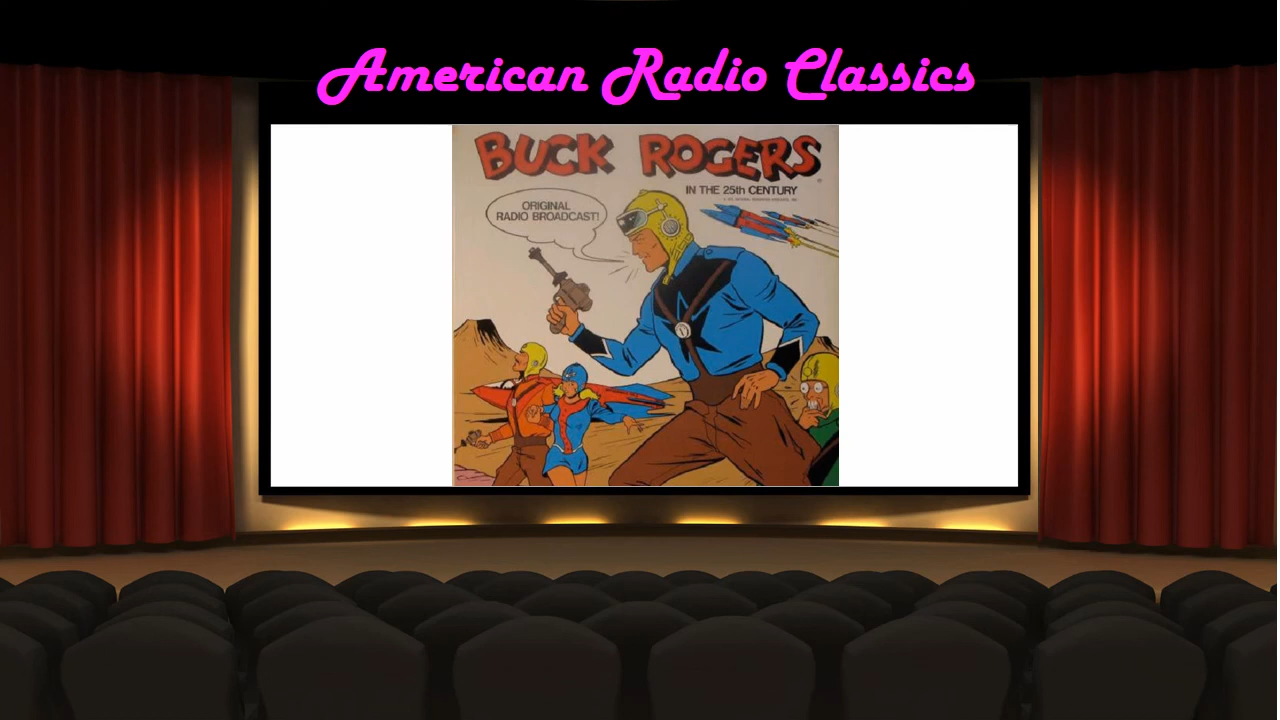 American Radio Classics
BUCK ROGERS
IN THE 25th CENTURY
ORIGINAL
RADIO BROADCAST!